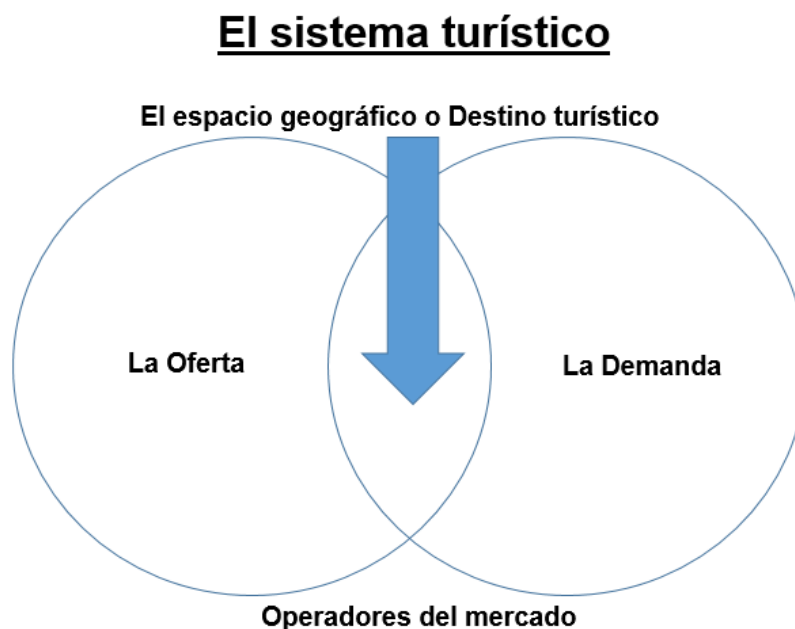 El sistema turístico
El espacio geográfico o Destino turístico
La Oferta
La Demanda
Operadores del mercado